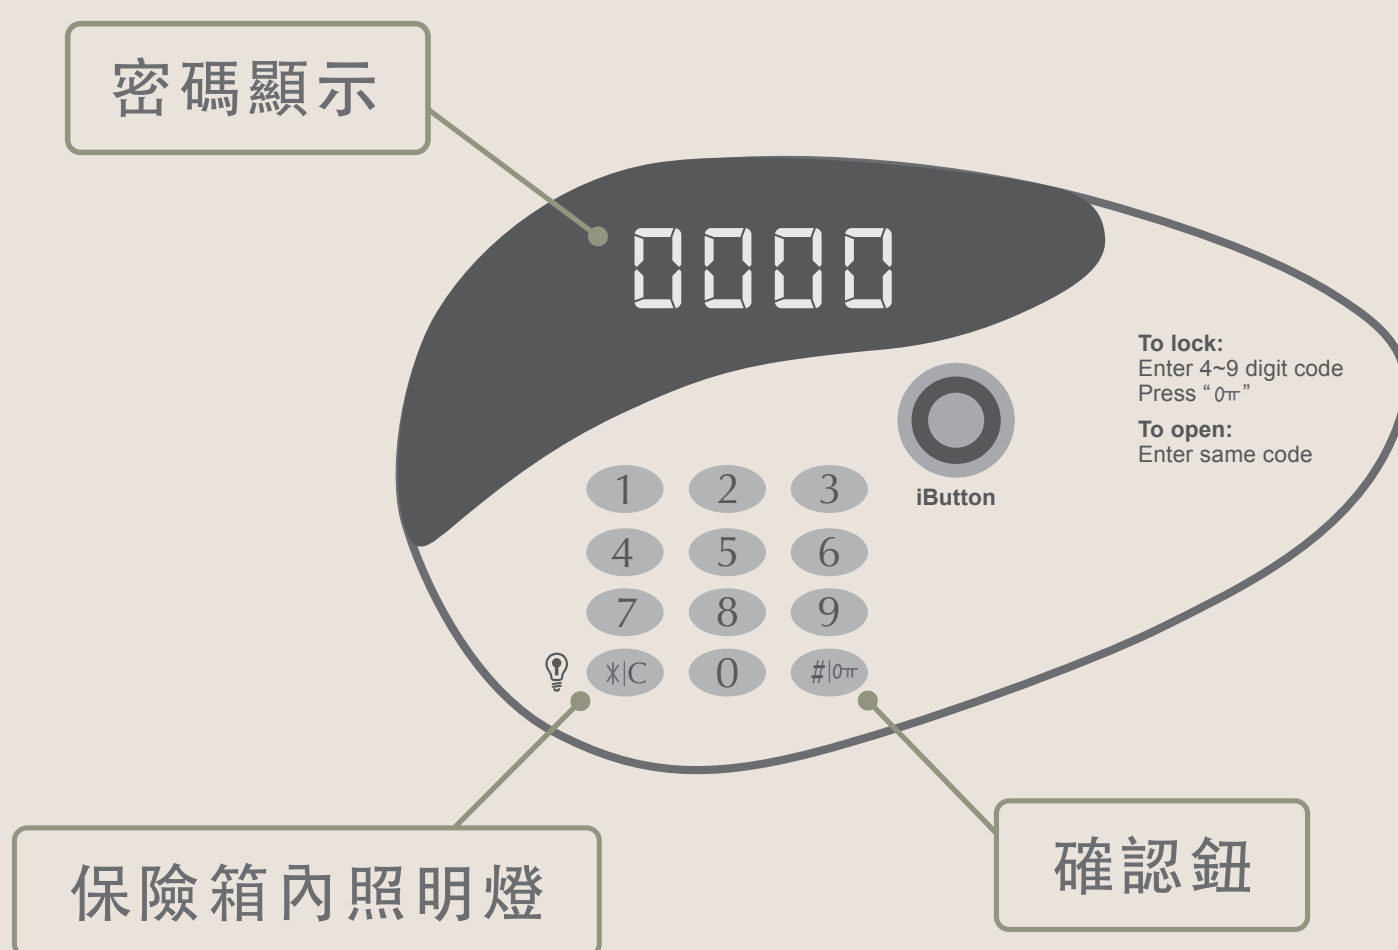 密碼顯示
0000
To lock:
Enter 4~9 digit code
Press “ ”
To open:
Enter same code
iButton
1 2 3
4 5 6
7 8 9
*|C 0 #|
保險箱內照明燈
確認鈕